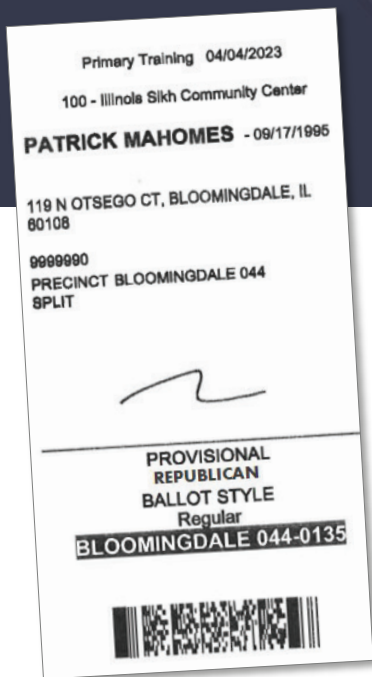 Primary Training 04/04/2023
100 - Illinois Sikh Community Center
PATRICK MAHOMES - 09/17/1995
119 N OTSEGO CT, BLOOMINGDALE, IL
60108
9999990
PRECINCT BLOOMINGDALE 044
SPLIT
PROVISIONAL
REPUBLICAN
BALLOT STYLE
Regular
BLOOMINGDALE 044-0135